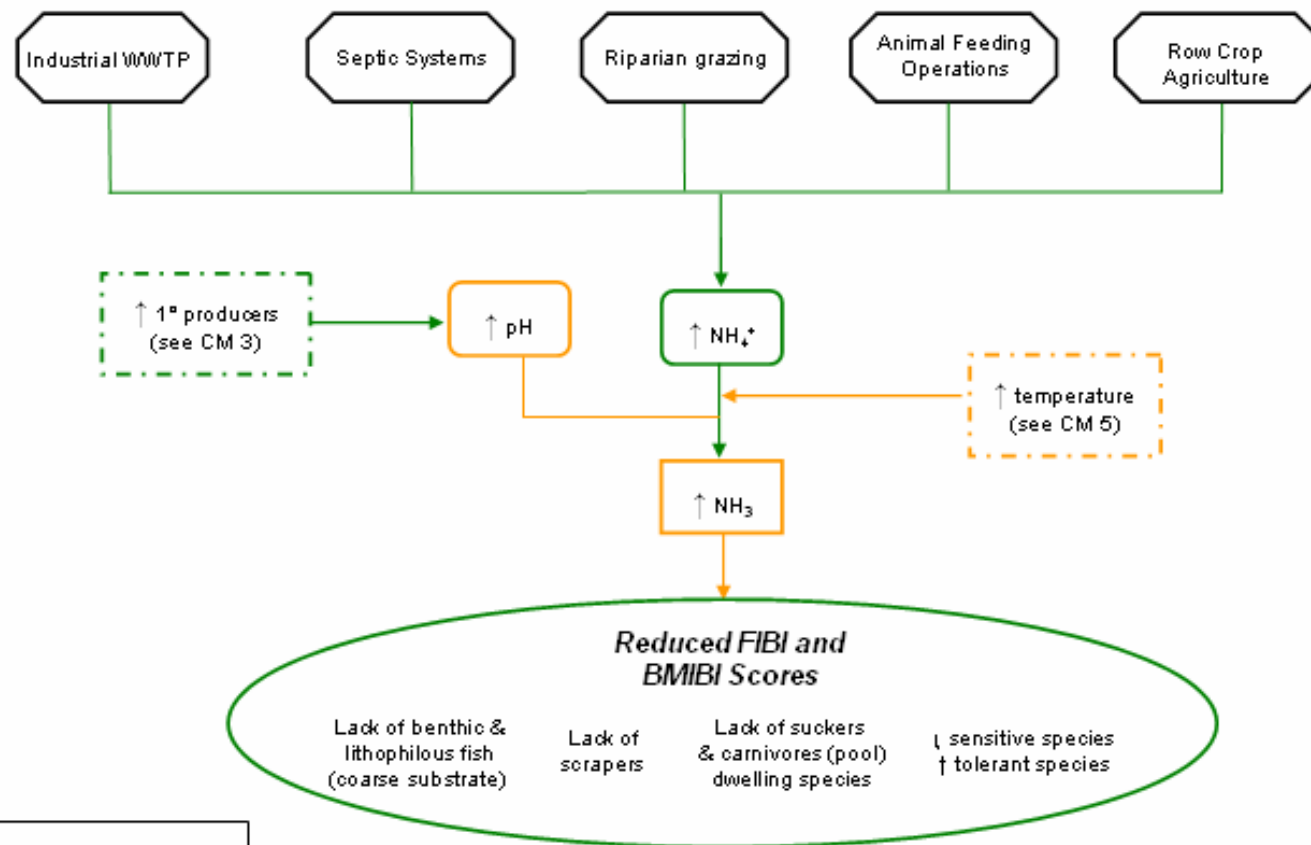 Industrial WWTP
Septic Systems
Riparian grazing
Animal Feeding
Operations
Row Crop
Agriculture
↑ 1° producers
(see CM 3)
↑ pH
↑ NH₄⁺
↑ temperature
(see CM 5)
↑ NH₃
Reduced FIBI and
BMIBI Scores
Lack of benthic &
lithophilous fish
(coarse substrate)
Lack of
scrapers
Lack of suckers
& carnivores (pool)
dwelling species
↓ sensitive species
↑ tolerant species